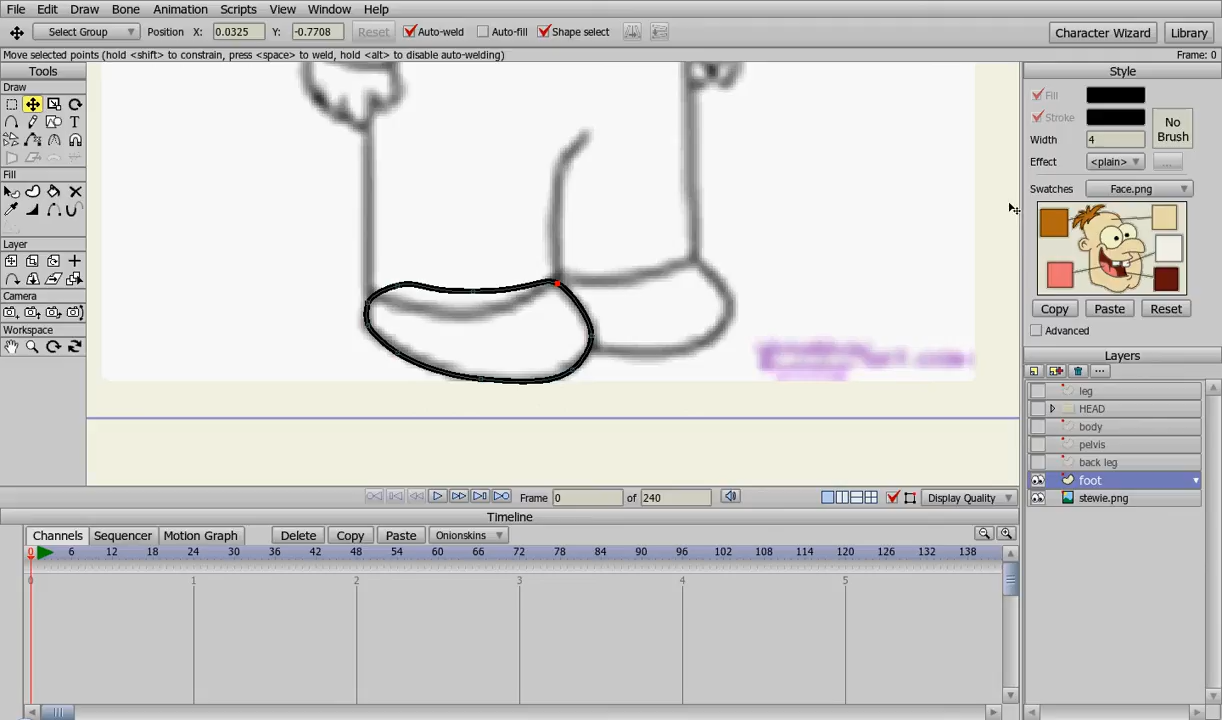 File Edit Draw Bone Animation Scripts View Window Help
Select Group Position X: 0.0325 Y: -0.7708 Reset Auto-weld Auto-fill Shape select Character Wizard Library
Move selected points (hold <shift> to constrain, press <space> to weld, hold <alt> to disable auto-welding) Frame: 0
Tools
Draw
T
Fill
Layer
Camera
Workspace
Style
Fill
Stroke
No Brush
Width 4
Effect <plain> ...
Swatches Face.png
Copy Paste Reset
Advanced
Layers
leg
HEAD
body
pelvis
back leg
foot
stewie.png
Frame 0 of 240 Display Quality
Timeline
Channels Sequencer Motion Graph Delete Copy Paste Onionskins
0 6 12 18 24 30 36 42 48 54 60 66 72 78 84 90 96 102 108 114 120 126 132 138
0 1 2 3 4 5